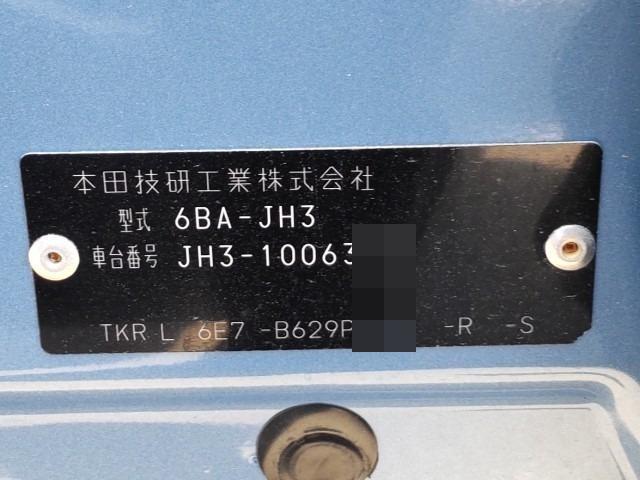 本田技研工業株式会社
型式 6BA-JH3
車台番号 JH3-10063
TKR L 6E7 -B629P -R -S